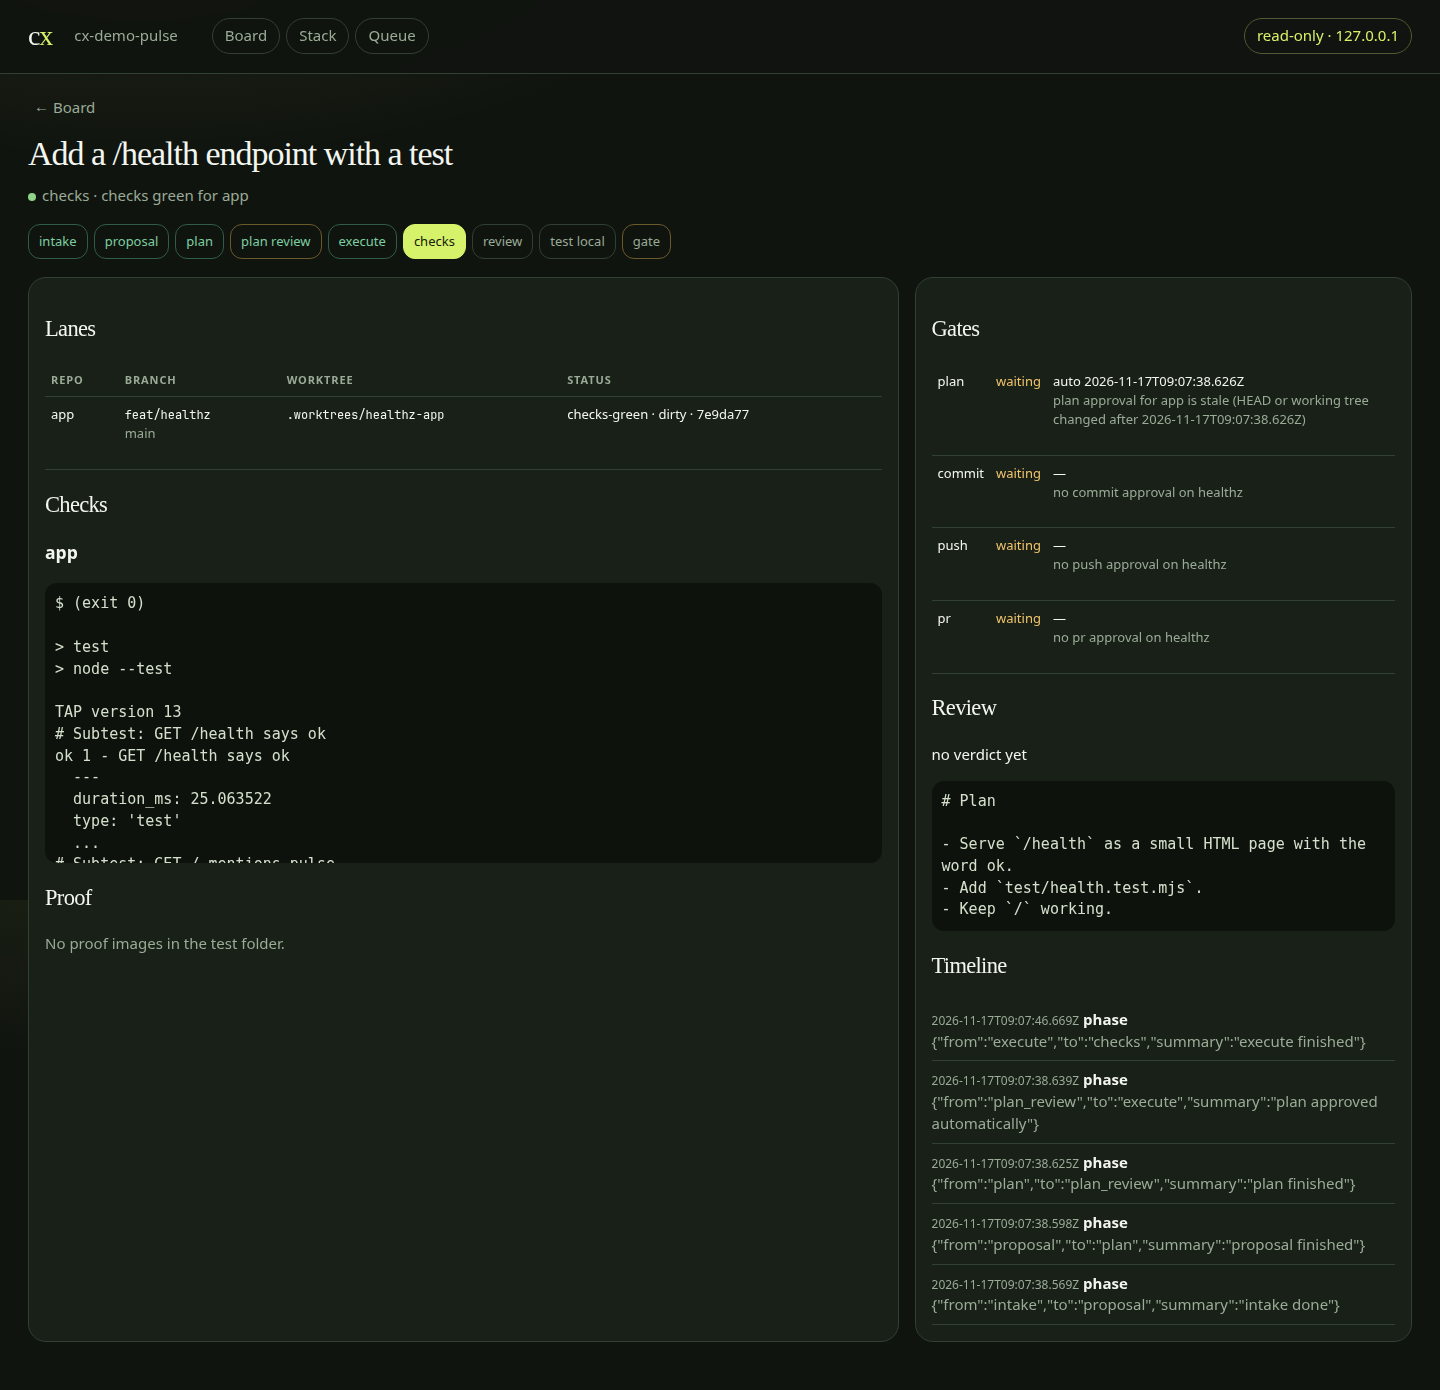 cx cx-demo-pulse Board Stack Queue read-only · 127.0.0.1
← Board
Add a /health endpoint with a test
checks · checks green for app
intake proposal plan plan review execute checks review test local gate
Lanes
REPO BRANCH WORKTREE STATUS
app feat/healthz .worktrees/healthz-app checks-green · dirty · 7e9da77
main
Checks
app
$ (exit 0)
> test
> node --test
TAP version 13
# Subtest: GET /health says ok
ok 1 - GET /health says ok
---
duration_ms: 25.063522
type: 'test'
...
# Subtest: GET / mentions pulse
Proof
No proof images in the test folder.
Gates
plan waiting auto 2026-11-17T09:07:38.626Z
plan approval for app is stale (HEAD or working tree
changed after 2026-11-17T09:07:38.626Z)
commit waiting —
no commit approval on healthz
push waiting —
no push approval on healthz
pr waiting —
no pr approval on healthz
Review
no verdict yet
# Plan
- Serve `/health` as a small HTML page with the
word ok.
- Add `test/health.test.mjs`.
- Keep `/` working.
Timeline
2026-11-17T09:07:46.669Z phase
{"from":"execute","to":"checks","summary":"execute finished"}
2026-11-17T09:07:38.639Z phase
{"from":"plan_review","to":"execute","summary":"plan approved
automatically"}
2026-11-17T09:07:38.625Z phase
{"from":"plan","to":"plan_review","summary":"plan finished"}
2026-11-17T09:07:38.598Z phase
{"from":"proposal","to":"plan","summary":"proposal finished"}
2026-11-17T09:07:38.569Z phase
{"from":"intake","to":"proposal","summary":"intake done"}